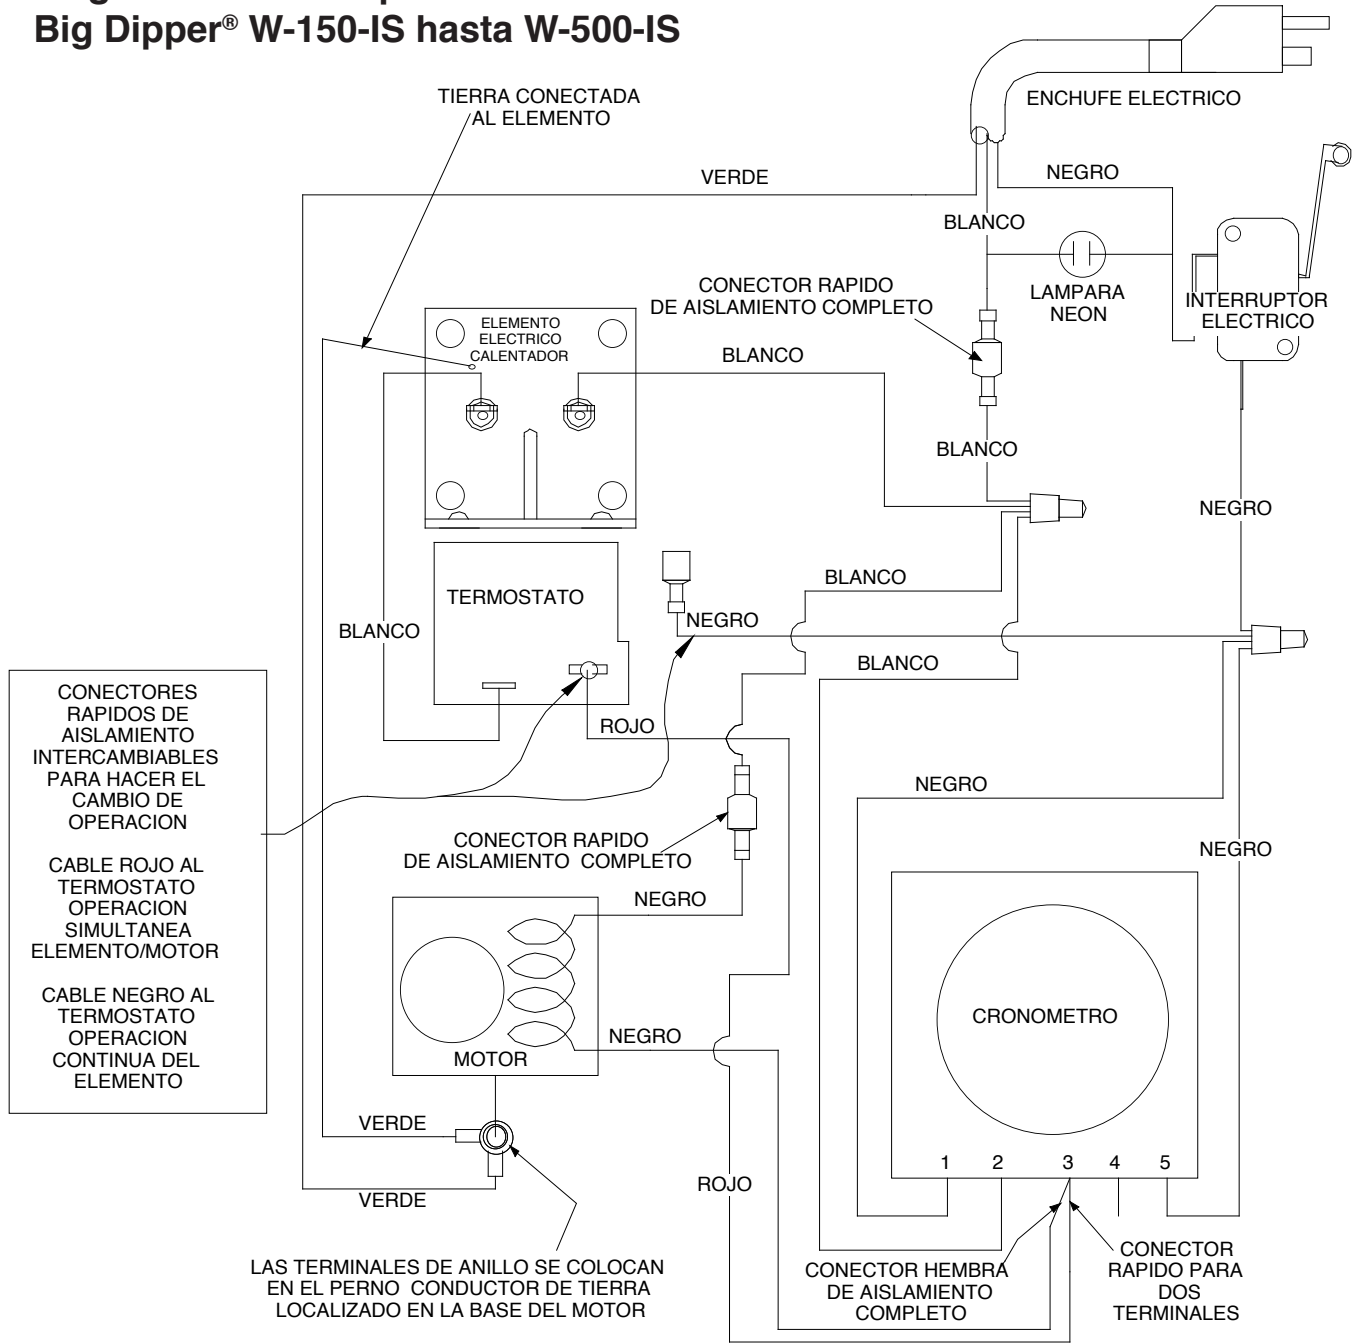 Big Dipper® W-150-IS hasta W-500-IS
TIERRA CONECTADA
AL ELEMENTO
ENCHUFE ELECTRICO
VERDE
NEGRO
BLANCO
CONECTOR RAPIDO
DE AISLAMIENTO COMPLETO
LAMPARA
NEON
INTERRUPTOR
ELECTRICO
ELEMENTO
ELECTRICO
CALENTADOR
BLANCO
BLANCO
NEGRO
TERMOSTATO
BLANCO
NEGRO
BLANCO
BLANCO
ROJO
CONECTORES
RAPIDOS DE
AISLAMIENTO
INTERCAMBIABLES
PARA HACER EL
CAMBIO DE
OPERACION
CABLE ROJO AL
TERMOSTATO
OPERACION
SIMULTANEA
ELEMENTO/MOTOR
CABLE NEGRO AL
TERMOSTATO
OPERACION
CONTINUA DEL
ELEMENTO
NEGRO
CONECTOR RAPIDO
DE AISLAMIENTO COMPLETO
NEGRO
NEGRO
CRONOMETRO
NEGRO
MOTOR
VERDE
VERDE
ROJO
1 2 3 4 5
LAS TERMINALES DE ANILLO SE COLOCAN
EN EL PERNO CONDUCTOR DE TIERRA
LOCALIZADO EN LA BASE DEL MOTOR
CONECTOR HEMBRA
DE AISLAMIENTO
COMPLETO
CONECTOR
RAPIDO PARA
DOS
TERMINALES